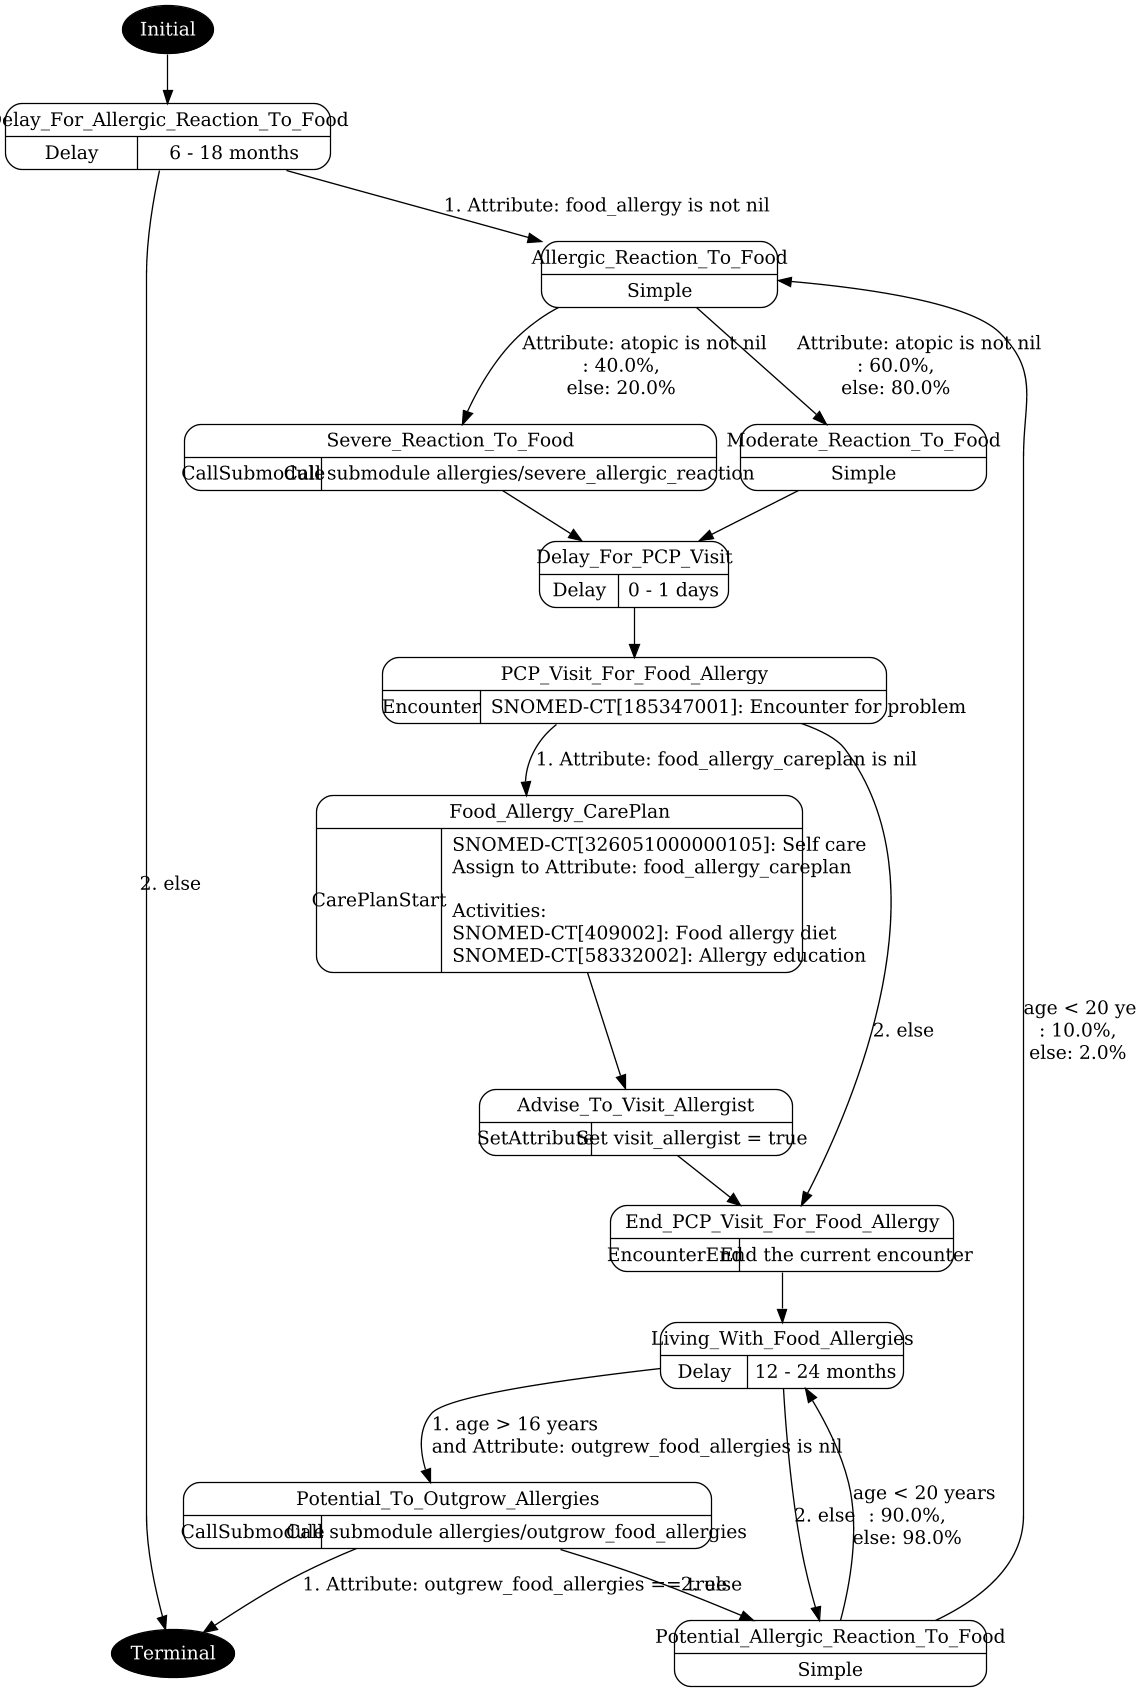 Initial
Delay_For_Allergic_Reaction_To_Food
Delay
6 - 18 months
1. Attribute: food_allergy is not nil
Allergic_Reaction_To_Food
Simple
Attribute: atopic is not nil
: 40.0%,
else: 20.0%
Attribute: atopic is not nil
: 60.0%,
else: 80.0%
Severe_Reaction_To_Food
CallSubmodule
Call submodule allergies/severe_allergic_reaction
Moderate_Reaction_To_Food
Simple
Delay_For_PCP_Visit
Delay
0 - 1 days
PCP_Visit_For_Food_Allergy
Encounter
SNOMED-CT[185347001]: Encounter for problem
1. Attribute: food_allergy_careplan is nil
Food_Allergy_CarePlan
CarePlanStart
SNOMED-CT[326051000000105]: Self care
Assign to Attribute: food_allergy_careplan
Activities:
SNOMED-CT[409002]: Food allergy diet
SNOMED-CT[58332002]: Allergy education
2. else
2. else
age < 20 ye
: 10.0%,
else: 2.0%
Advise_To_Visit_Allergist
SetAttribute
Set visit_allergist = true
End_PCP_Visit_For_Food_Allergy
EncounterEnd
End the current encounter
Living_With_Food_Allergies
Delay
12 - 24 months
1. age > 16 years
and Attribute: outgrew_food_allergies is nil
Potential_To_Outgrow_Allergies
CallSubmodule
Call submodule allergies/outgrow_food_allergies
2. else
age < 20 years
: 90.0%,
else: 98.0%
1. Attribute: outgrew_food_allergies == true
2. else
Potential_Allergic_Reaction_To_Food
Simple
Terminal